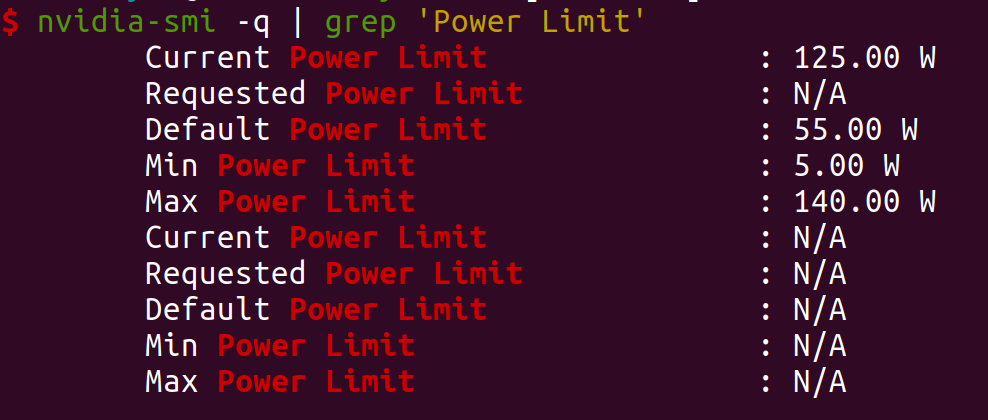 $ nvidia-smi -q | grep 'Power Limit'
Current Power Limit : 125.00 W
Requested Power Limit : N/A
Default Power Limit : 55.00 W
Min Power Limit : 5.00 W
Max Power Limit : 140.00 W
Current Power Limit : N/A
Requested Power Limit : N/A
Default Power Limit : N/A
Min Power Limit : N/A
Max Power Limit : N/A